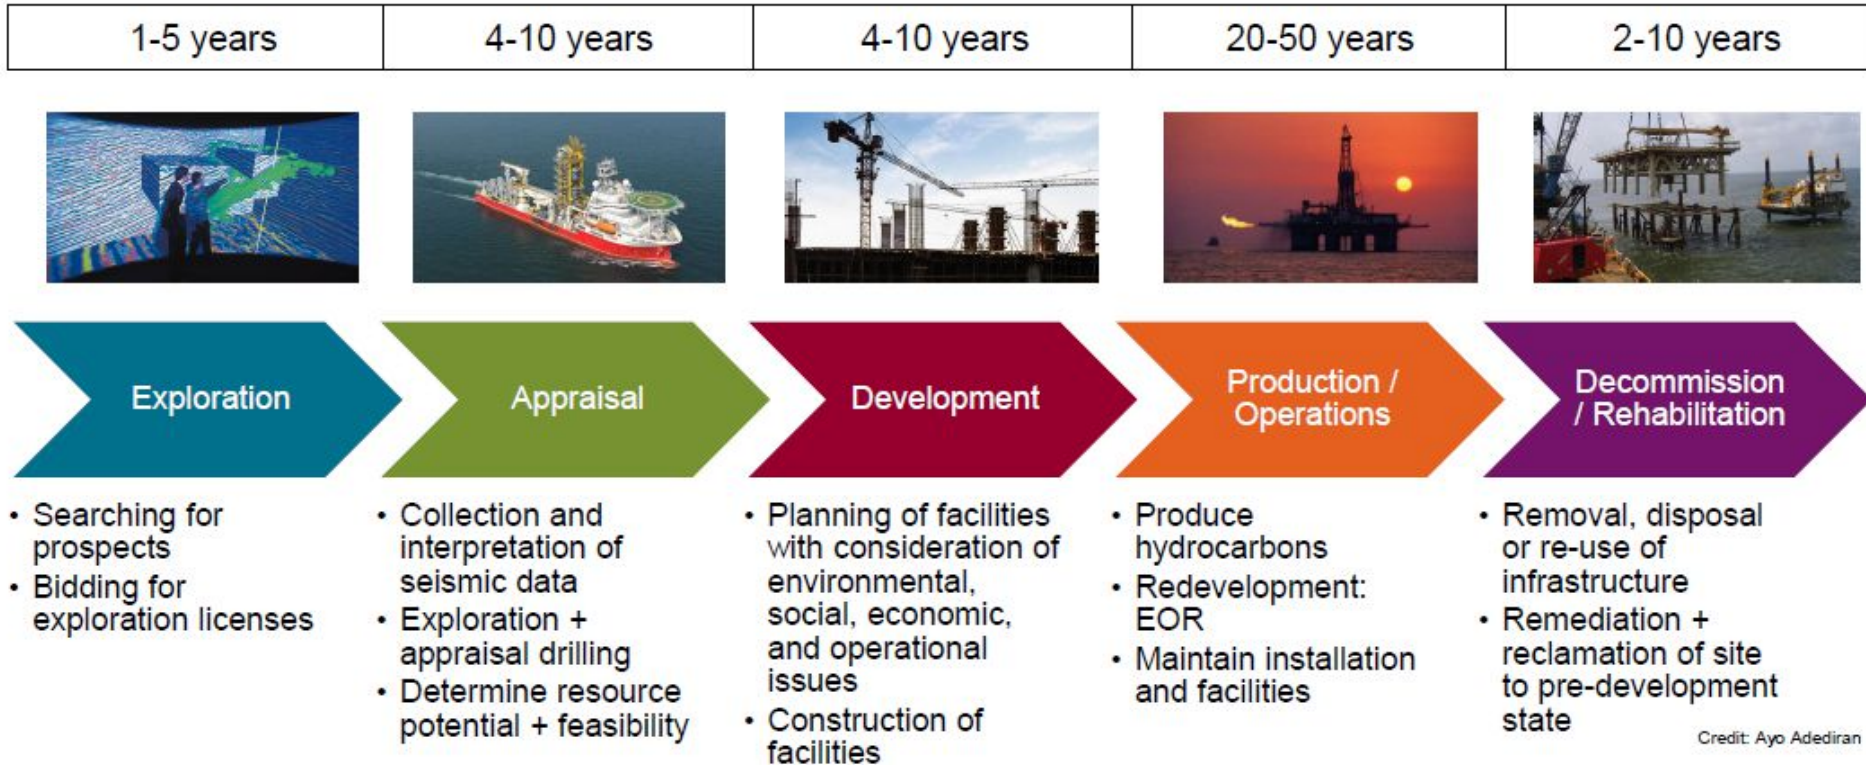 1-5 years
4-10 years
4-10 years
20-50 years
2-10 years
Exploration
Appraisal
Development
Production /
Operations
Decommission
/ Rehabilitation
• Searching for
prospects
• Bidding for
exploration licenses
• Collection and
interpretation of
seismic data
• Exploration +
appraisal drilling
• Determine resource
potential + feasibility
• Planning of facilities
with consideration of
environmental,
social, economic,
and operational
issues
• Construction of
facilities
• Produce
hydrocarbons
• Redevelopment:
EOR
• Maintain installation
and facilities
• Removal, disposal
or re-use of
infrastructure
• Remediation +
reclamation of site
to pre-development
state
Credit: Ayo Adediran